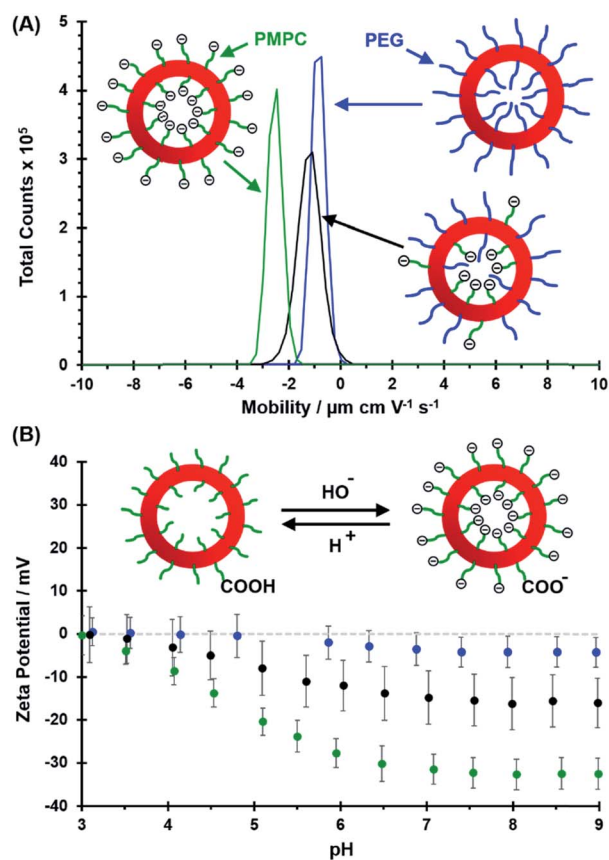 (A)
PMPC
PEG
Total Counts x 10⁵
5
4
3
2
1
0
-10 -8 -6 -4 -2 0 2 4 6 8 10
Mobility / µm cm V⁻¹ s⁻¹
(B)
Zeta Potential / mV
40
30
20
10
0
-10
-20
-30
-40
HO⁻
H⁺
COOH
COO⁻
3 4 5 6 7 8 9
pH